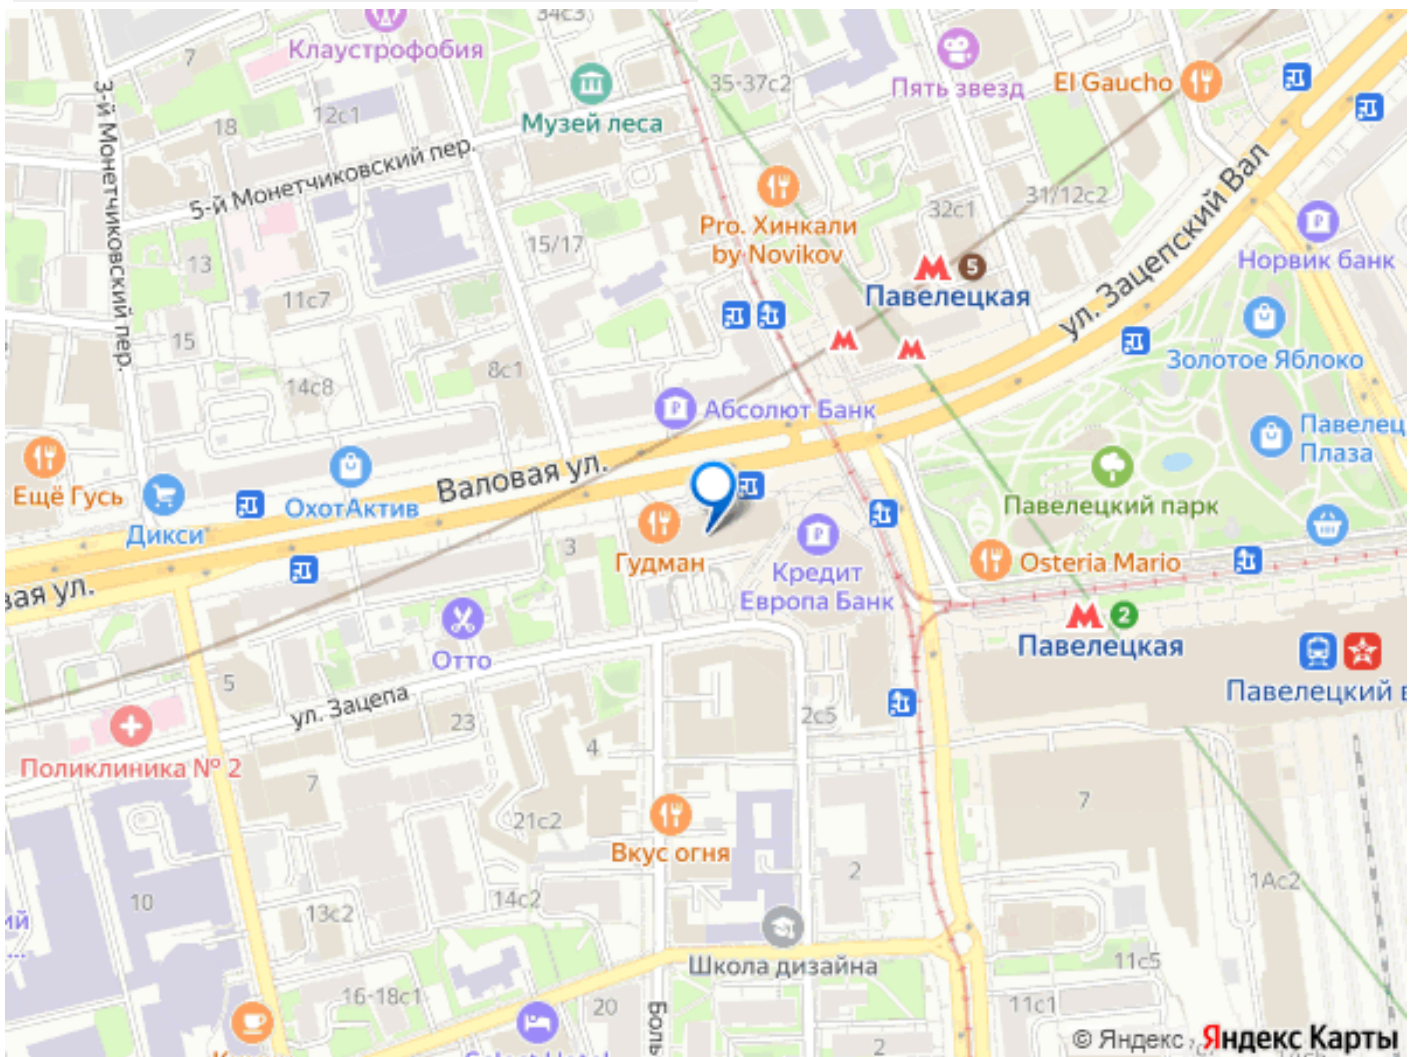 34с3
Клаустрофобия
7
Музей леса
35-37с2
Пять звезд
El Gaucho
3-й Монетчиковский пер.
12с1
18
5-й Монетчиковский пер.
31/12с2
32с1
Pro. Хинкали
by Novikov
15/17
13
11с7
15
14с8
8с1
5
Павелецкая
ул. Зацепский Вал
Норвик банк
Золотое Яблоко
Абсолют Банк
Павелец
Плаза
Валовая ул.
Ещё Гусь
Дикси
ОхотАктив
Павелецкий парк
Гудман
3
Кредит
Европа Банк
Osteria Mario
2
Павелецкая
вая ул.
Отто
5
ул. Зацепа
23
2с5
Павелецкий в
Поликлиника № 2
4
7
7
21с2
Вкус огня
2
1Ас2
10
ий
...
13с2
14с2
Школа дизайна
11с5
16-18с1
20
Боль
11с1
2
© Яндекс
Яндекс Карты